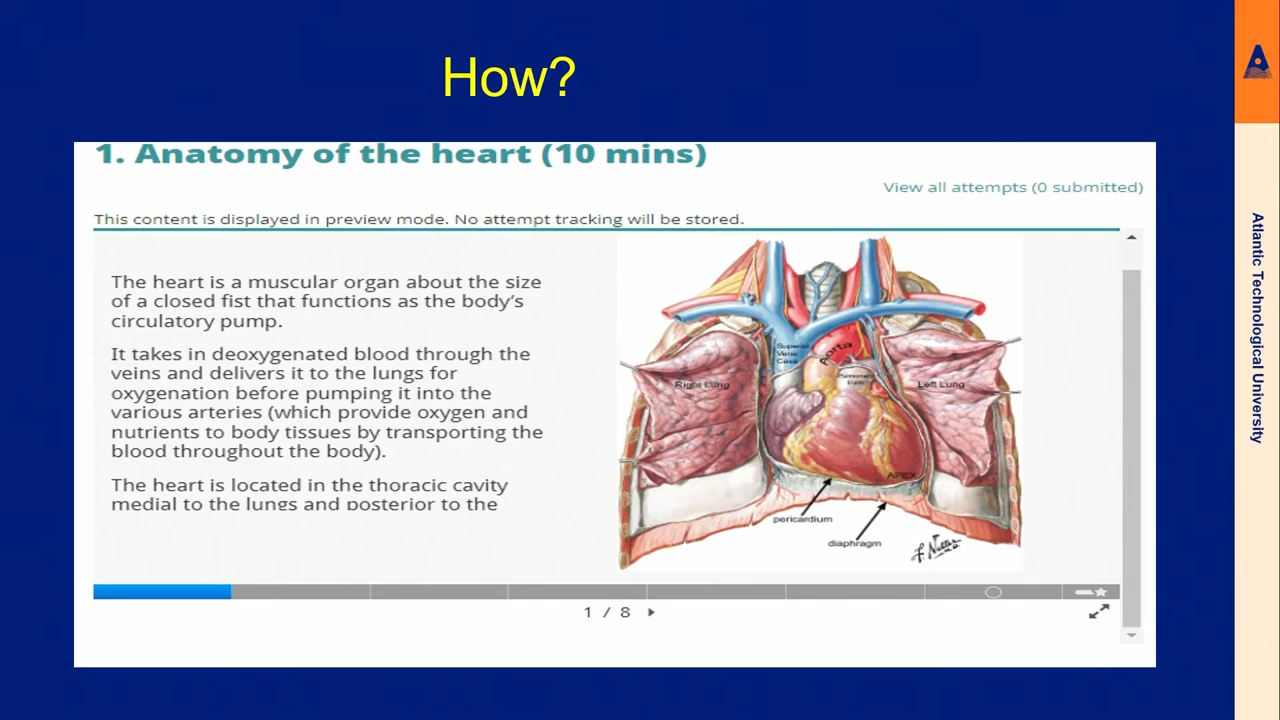 How?
1. Anatomy of the heart (10 mins)
View all attempts (0 submitted)
This content is displayed in preview mode. No attempt tracking will be stored.
The heart is a muscular organ about the size
of a closed fist that functions as the body's
circulatory pump.
It takes in deoxygenated blood through the
veins and delivers it to the lungs for
oxygenation before pumping it into the
various arteries (which provide oxygen and
nutrients to body tissues by transporting the
blood throughout the body).
The heart is located in the thoracic cavity
medial to the lungs and posterior to the
Superior
Vena
Cava
Aorta
Right Lung
Left Lung
APEX
pericardium
diaphragm
1 / 8
Atlantic Technological University